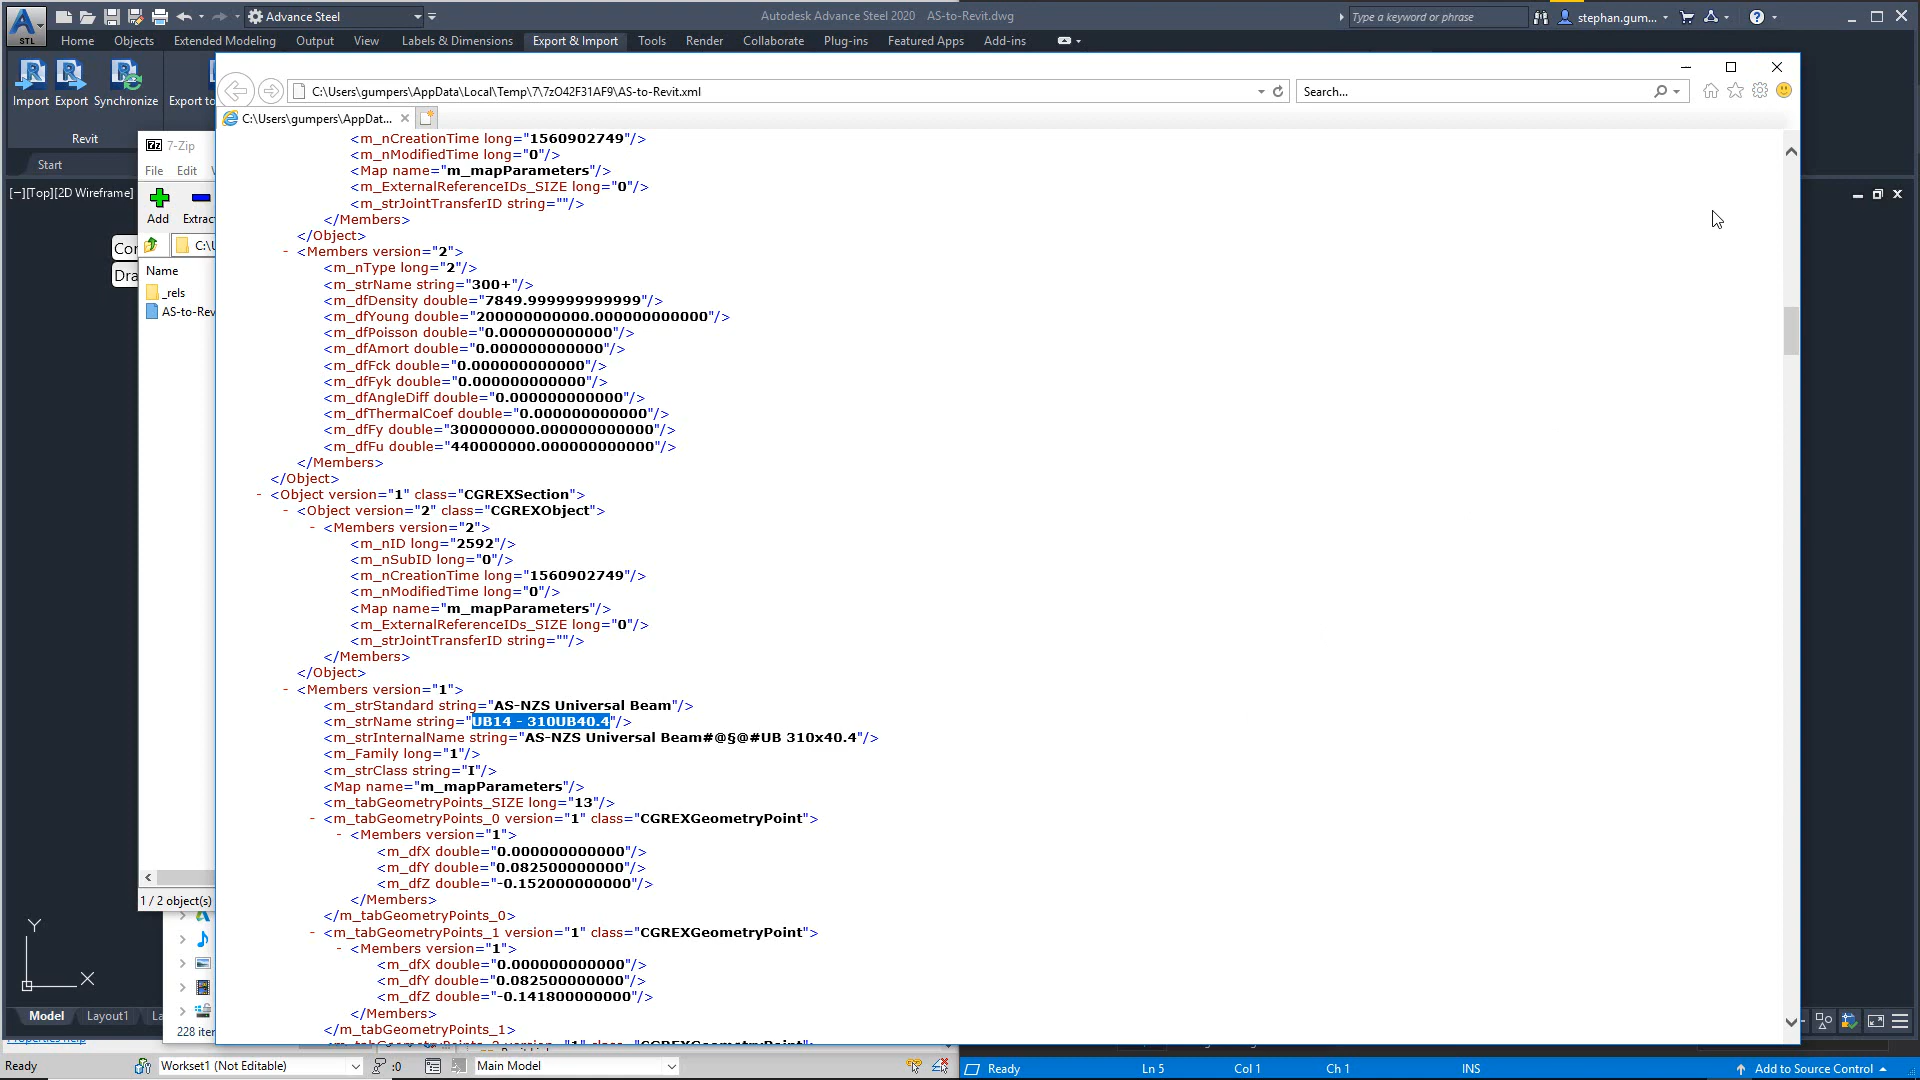 Advance Steel
Autodesk Advance Steel 2020 AS-to-Revit.dwg
Type a keyword or phrase
stephan.gum...
STL
Home Objects Extended Modeling Output View Labels & Dimensions Export & Import Tools Render Collaborate Plug-ins Featured Apps Add-ins
Import Export Synchronize Export to
Revit
C:\Users\gumpers\AppData\Local\Temp\7\7zO42F31AF9\AS-to-Revit.xml
Search...
C:\Users\gumpers\AppDat...
Start
[−][Top][2D Wireframe]
7z 7-Zip
File Edit
Add Extrac
Con
Dra
Name
_rels
AS-to-Rev
<m_nCreationTime long="1560902749"/>
<m_nModifiedTime long="0"/>
<Map name="m_mapParameters"/>
<m_ExternalReferenceIDs_SIZE long="0"/>
<m_strJointTransferID string=""/>
</Members>
</Object>
- <Members version="2">
<m_nType long="2"/>
<m_strName string="300+"/>
<m_dfDensity double="7849.999999999999"/>
<m_dfYoung double="200000000000.000000000000"/>
<m_dfPoisson double="0.000000000000"/>
<m_dfAmort double="0.000000000000"/>
<m_dfFck double="0.000000000000"/>
<m_dfFyk double="0.000000000000"/>
<m_dfAngleDiff double="0.000000000000"/>
<m_dfThermalCoef double="0.000000000000"/>
<m_dfFy double="300000000.000000000000"/>
<m_dfFu double="440000000.000000000000"/>
</Members>
</Object>
- <Object version="1" class="CGREXSection">
- <Object version="2" class="CGREXObject">
- <Members version="2">
<m_nID long="2592"/>
<m_nSubID long="0"/>
<m_nCreationTime long="1560902749"/>
<m_nModifiedTime long="0"/>
<Map name="m_mapParameters"/>
<m_ExternalReferenceIDs_SIZE long="0"/>
<m_strJointTransferID string=""/>
</Members>
</Object>
- <Members version="1">
<m_strStandard string="AS-NZS Universal Beam"/>
<m_strName string="UB14 - 310UB40.4"/>
<m_strInternalName string="AS-NZS Universal Beam#@§@#UB 310x40.4"/>
<m_Family long="1"/>
<m_strClass string="I"/>
<Map name="m_mapParameters"/>
<m_tabGeometryPoints_SIZE long="13"/>
- <m_tabGeometryPoints_0 version="1" class="CGREXGeometryPoint">
- <Members version="1">
<m_dfX double="0.000000000000"/>
<m_dfY double="0.082500000000"/>
<m_dfZ double="-0.152000000000"/>
</Members>
</m_tabGeometryPoints_0>
- <m_tabGeometryPoints_1 version="1" class="CGREXGeometryPoint">
- <Members version="1">
<m_dfX double="0.000000000000"/>
<m_dfY double="0.082500000000"/>
<m_dfZ double="-0.141800000000"/>
</Members>
</m_tabGeometryPoints_1>
1 / 2 object(s)
228 iter
Y
X
Model Layout1 La
Properties help
Ready
Workset1 (Not Editable)
:0
Main Model
Ready
Ln 5 Col 1 Ch 1 INS
Add to Source Control